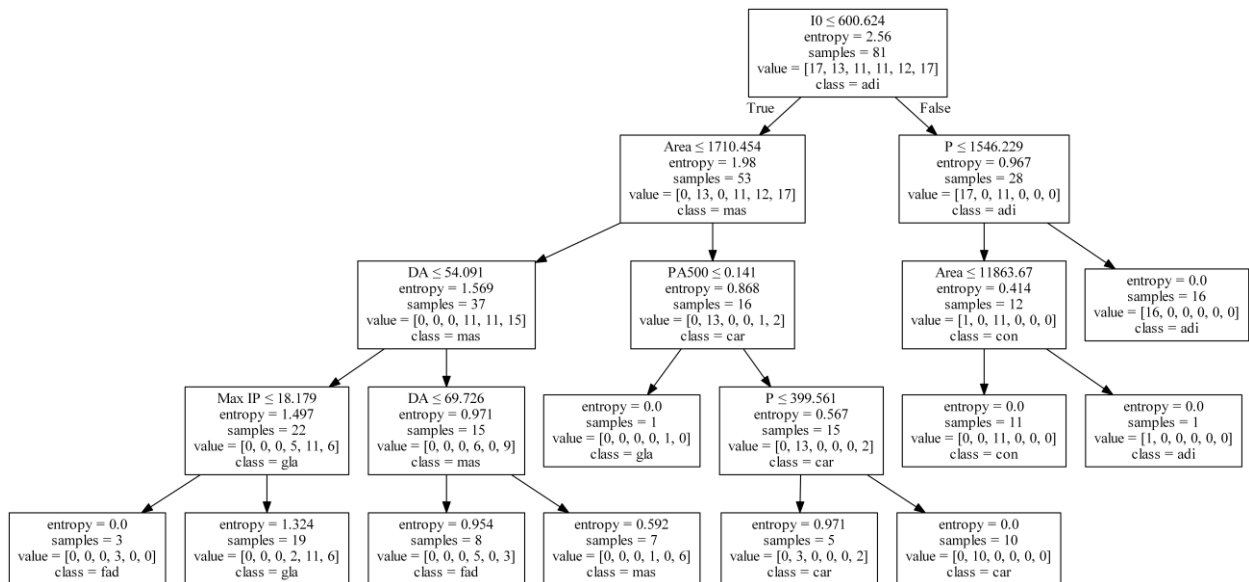 I0 ≤ 600.624
entropy = 2.56
samples = 81
value = [17, 13, 11, 11, 12, 17]
class = adi
True
False
Area ≤ 1710.454
entropy = 1.98
samples = 53
value = [0, 13, 0, 11, 12, 17]
class = mas
P ≤ 1546.229
entropy = 0.967
samples = 28
value = [17, 0, 11, 0, 0, 0]
class = adi
DA ≤ 54.091
entropy = 1.569
samples = 37
value = [0, 0, 0, 11, 11, 15]
class = mas
PA500 ≤ 0.141
entropy = 0.868
samples = 16
value = [0, 13, 0, 0, 1, 2]
class = car
Area ≤ 11863.67
entropy = 0.414
samples = 12
value = [1, 0, 11, 0, 0, 0]
class = con
entropy = 0.0
samples = 16
value = [16, 0, 0, 0, 0, 0]
class = adi
Max IP ≤ 18.179
entropy = 1.497
samples = 22
value = [0, 0, 0, 5, 11, 6]
class = gla
DA ≤ 69.726
entropy = 0.971
samples = 15
value = [0, 0, 0, 6, 0, 9]
class = mas
entropy = 0.0
samples = 1
value = [0, 0, 0, 0, 1, 0]
class = gla
P ≤ 399.561
entropy = 0.567
samples = 15
value = [0, 13, 0, 0, 0, 2]
class = car
entropy = 0.0
samples = 11
value = [0, 0, 11, 0, 0, 0]
class = con
entropy = 0.0
samples = 1
value = [1, 0, 0, 0, 0, 0]
class = adi
entropy = 0.0
samples = 3
value = [0, 0, 0, 3, 0, 0]
class = fad
entropy = 1.324
samples = 19
value = [0, 0, 0, 2, 11, 6]
class = gla
entropy = 0.954
samples = 8
value = [0, 0, 0, 5, 0, 3]
class = fad
entropy = 0.592
samples = 7
value = [0, 0, 0, 1, 0, 6]
class = mas
entropy = 0.971
samples = 5
value = [0, 3, 0, 0, 0, 2]
class = car
entropy = 0.0
samples = 10
value = [0, 10, 0, 0, 0, 0]
class = car